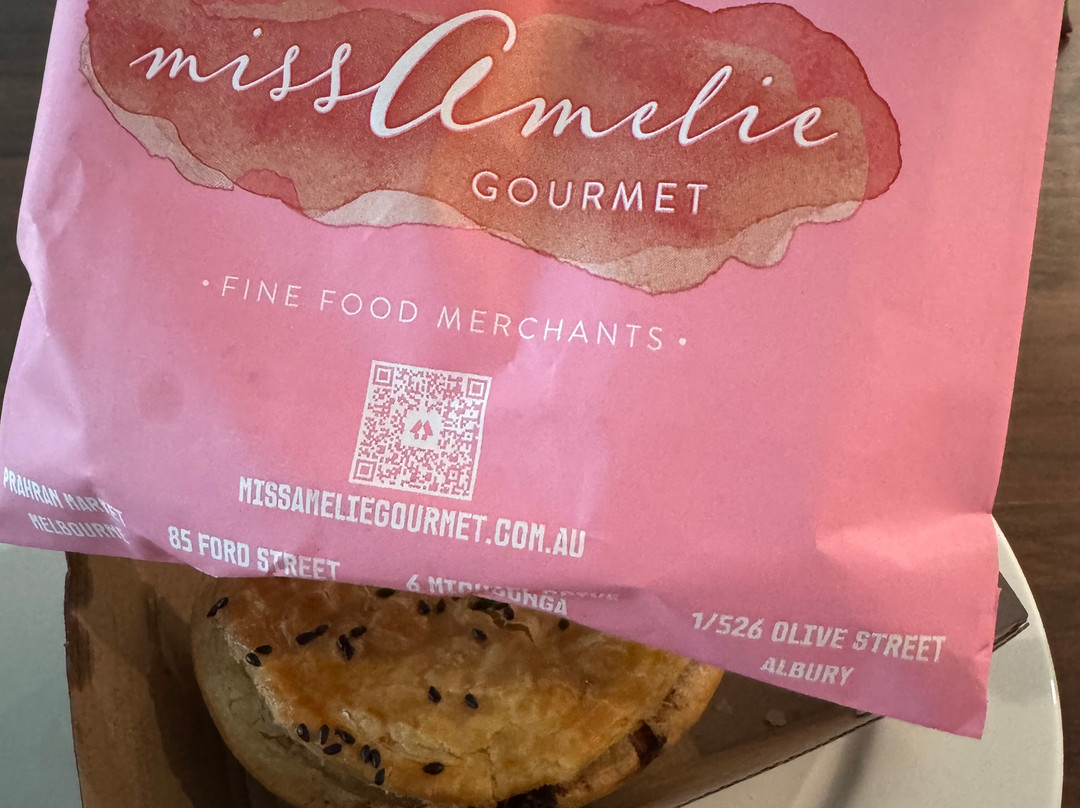 missAmelie
GOURMET
• FINE FOOD MERCHANTS •
MISSAMELIEGOURMET.COM.AU
PRAHRAN MARKET
MELBOURNE
85 FORD STREET
6
1/526 OLIVE STREET
ALBURY